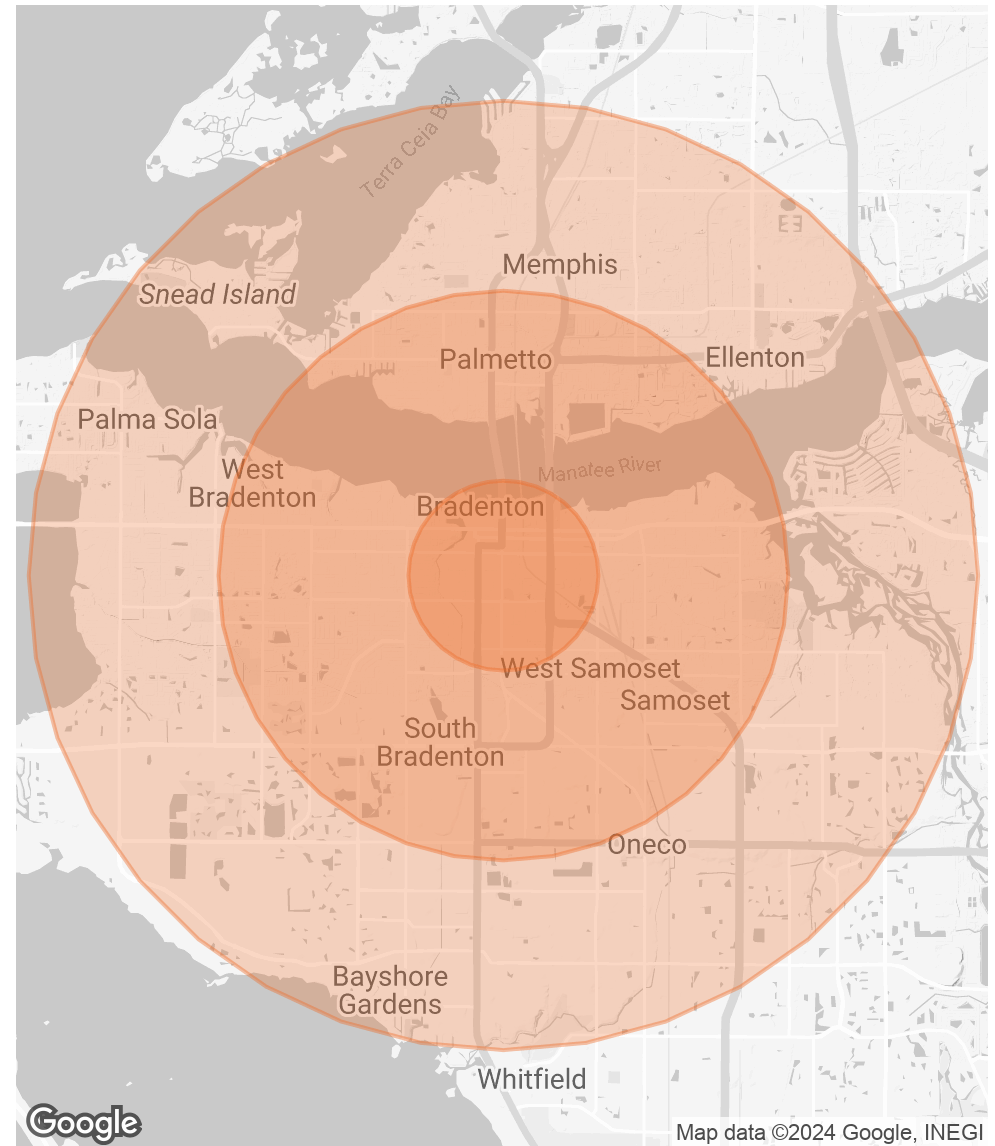 Terra Ceia Bay
Memphis
Snead Island
Palmetto
Ellenton
Palma Sola
West
Bradenton
Manatee River
Bradenton
West Samoset
Samoset
South
Bradenton
Oneco
Bayshore
Gardens
Whitfield
Google
Map data ©2024 Google, INEGI